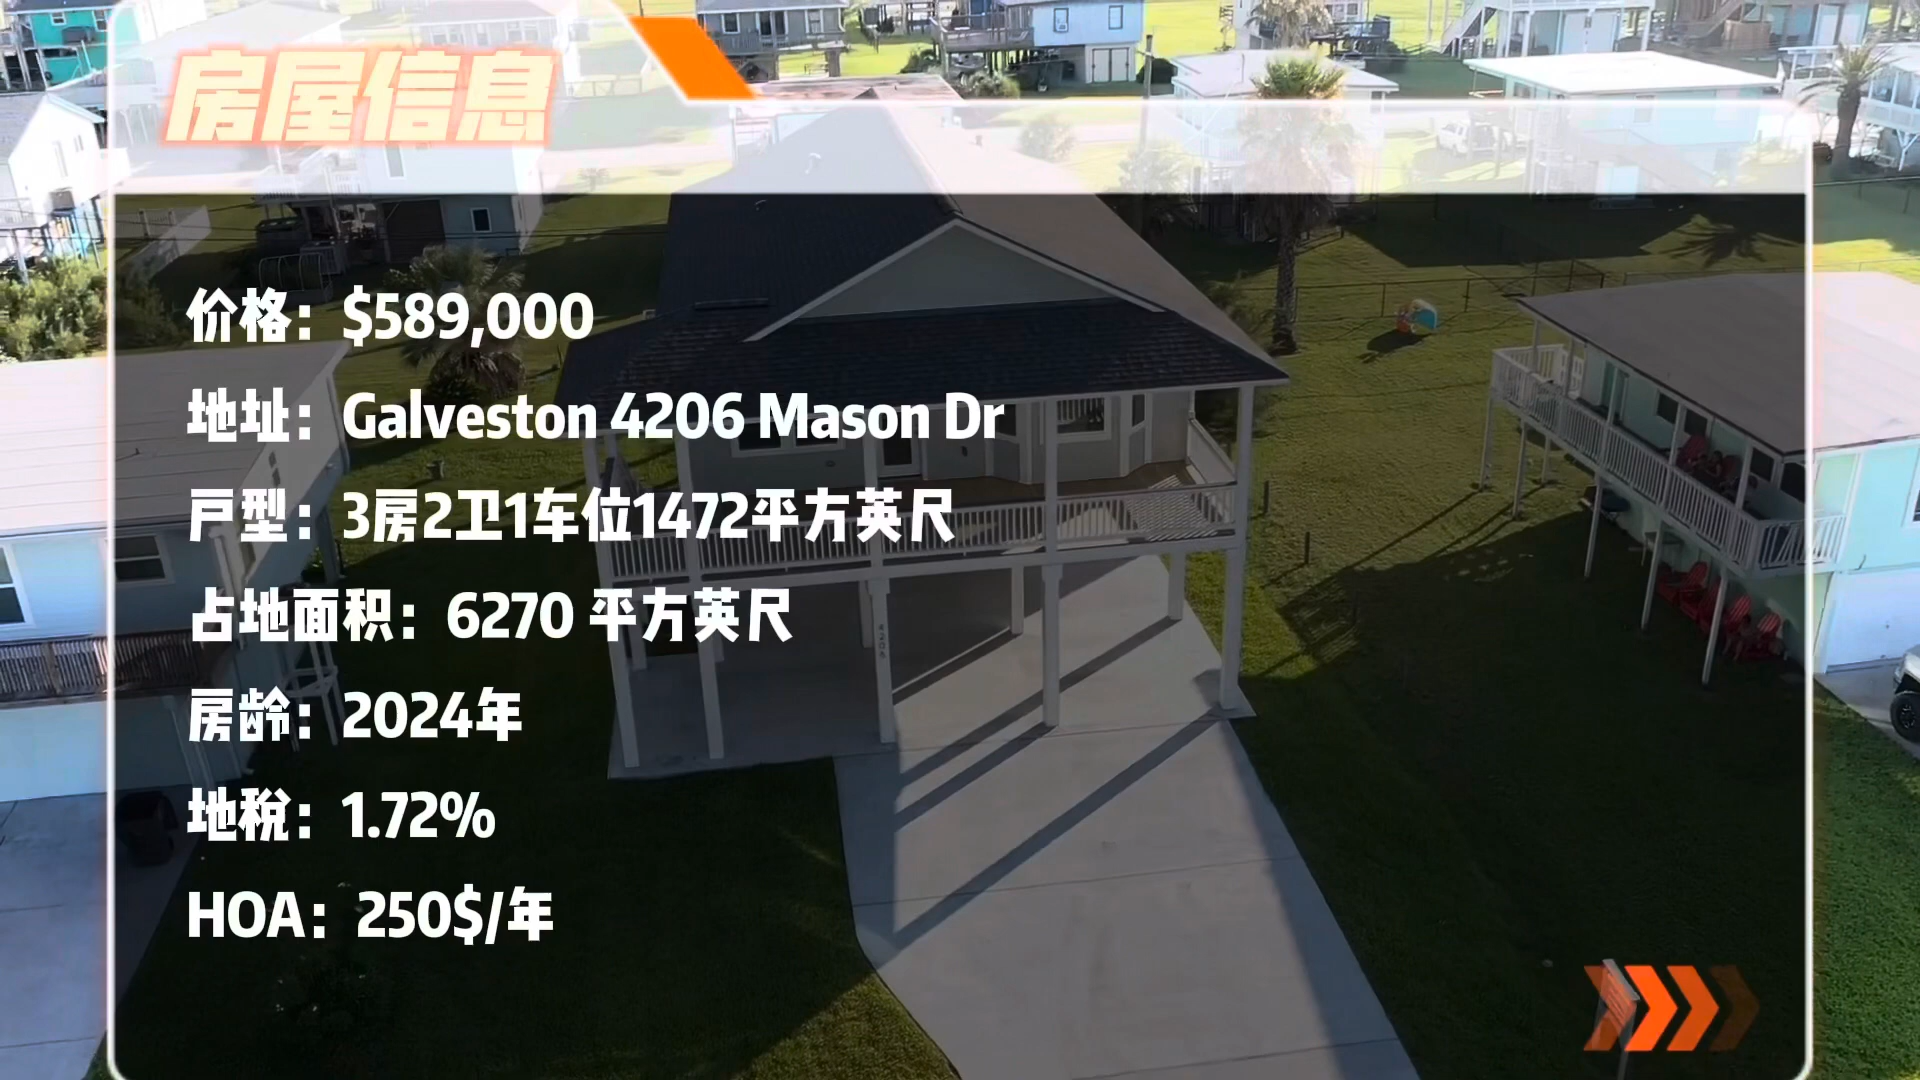 房屋信息
价格：$589,000
地址：Galveston 4206 Mason Dr
户型：3房2卫1车位1472平方英尺
占地面积：6270 平方英尺
房龄：2024年
地税：1.72%
HOA：250$/年
4206